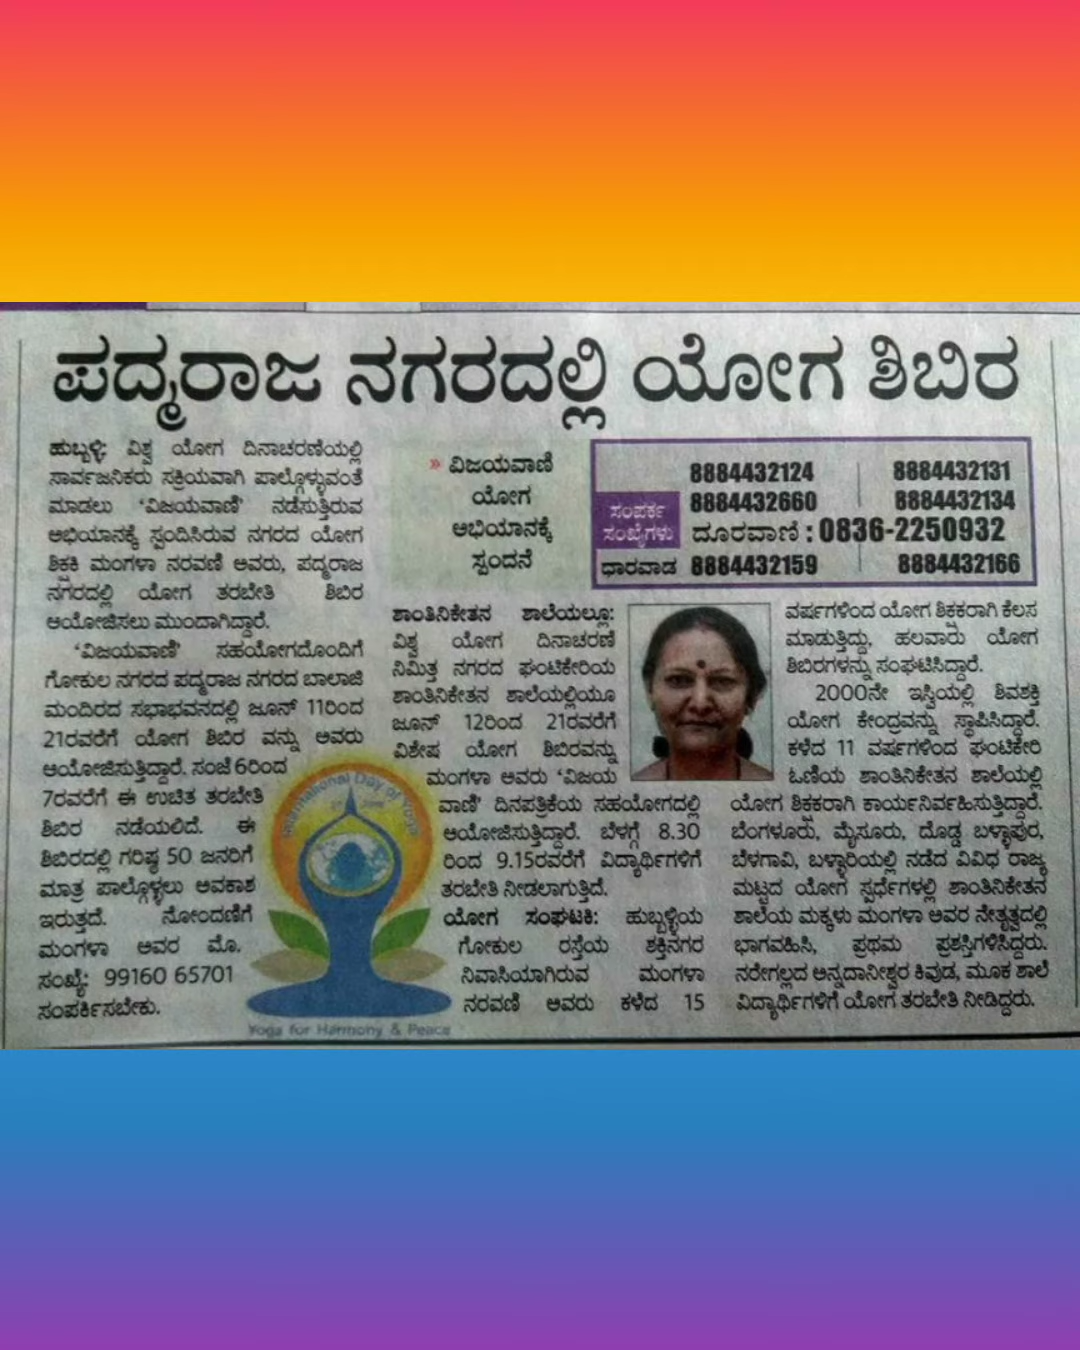 ಪದ್ಮರಾಜ ನಗರದಲ್ಲಿ ಯೋಗ ಶಿಬಿರ
ಹುಬ್ಬಳ್ಳಿ: ವಿಶ್ವ ಯೋಗ ದಿನಾಚರಣೆಯಲ್ಲಿ
ಸಾರ್ವಜನಿಕರು ಸಕ್ರಿಯವಾಗಿ ಪಾಲ್ಗೊಳ್ಳುವಂತೆ
ಮಾಡಲು 'ವಿಜಯವಾಣಿ' ನಡೆಸುತ್ತಿರುವ
ಅಭಿಯಾನಕ್ಕೆ ಸ್ಪಂದಿಸಿರುವ ನಗರದ ಯೋಗ
ಶಿಕ್ಷಕಿ ಮಂಗಳಾ ನರವಣಿ ಅವರು, ಪದ್ಮರಾಜ
ನಗರದಲ್ಲಿ ಯೋಗ ತರಬೇತಿ ಶಿಬಿರ
ಆಯೋಜಿಸಲು ಮುಂದಾಗಿದ್ದಾರೆ.
'ವಿಜಯವಾಣಿ' ಸಹಯೋಗದೊಂದಿಗೆ
ಗೋಕುಲ ನಗರದ ಪದ್ಮರಾಜ ನಗರದ ಬಾಲಾಜಿ
ಮಂದಿರದ ಸಭಾಭವನದಲ್ಲಿ ಜೂನ್ 11ರಿಂದ
21ರವರೆಗೆ ಯೋಗ ಶಿಬಿರ ವನ್ನು ಅವರು
ಆಯೋಜಿಸುತ್ತಿದ್ದಾರೆ. ಸಂಜೆ 6ರಿಂದ
7ರವರೆಗೆ ಈ ಉಚಿತ ತರಬೇತಿ
ಶಿಬಿರ ನಡೆಯಲಿದೆ. ಈ
ಶಿಬಿರದಲ್ಲಿ ಗರಿಷ್ಠ 50 ಜನರಿಗೆ
ಮಾತ್ರ ಪಾಲ್ಗೊಳ್ಳಲು ಅವಕಾಶ
ಇರುತ್ತದೆ. ನೋಂದಣಿಗೆ
ಮಂಗಳಾ ಅವರ ಮೊ.
ಸಂಖ್ಯೆ: 99160 65701
ಸಂಪರ್ಕಿಸಬೇಕು.
» ವಿಜಯವಾಣಿ
ಯೋಗ
ಅಭಿಯಾನಕ್ಕೆ
ಸ್ಪಂದನೆ
ಸಂಪರ್ಕ
ಸಂಖ್ಯೆಗಳು
8884432124 8884432131
8884432660 8884432134
ದೂರವಾಣಿ : 0836-2250932
ಧಾರವಾಡ 8884432159 8884432166
ಶಾಂತಿನಿಕೇತನ ಶಾಲೆಯಲ್ಲೂ:
ವಿಶ್ವ ಯೋಗ ದಿನಾಚರಣೆ
ನಿಮಿತ್ತ ನಗರದ ಘಂಟಿಕೇರಿಯ
ಶಾಂತಿನಿಕೇತನ ಶಾಲೆಯಲ್ಲಿಯೂ
ಜೂನ್ 12ರಿಂದ 21ರವರೆಗೆ
ವಿಶೇಷ ಯೋಗ ಶಿಬಿರವನ್ನು
ಮಂಗಳಾ ಅವರು 'ವಿಜಯ
ವಾಣಿ' ದಿನಪತ್ರಿಕೆಯ ಸಹಯೋಗದಲ್ಲಿ
ಆಯೋಜಿಸುತ್ತಿದ್ದಾರೆ. ಬೆಳಗ್ಗೆ 8.30
ರಿಂದ 9.15ರವರೆಗೆ ವಿದ್ಯಾರ್ಥಿಗಳಿಗೆ
ತರಬೇತಿ ನೀಡಲಾಗುತ್ತಿದೆ.
ಯೋಗ ಸಂಘಟಕಿ: ಹುಬ್ಬಳ್ಳಿಯ
ಗೋಕುಲ ರಸ್ತೆಯ ಶಕ್ತಿನಗರ
ನಿವಾಸಿಯಾಗಿರುವ ಮಂಗಳಾ
ನರವಣಿ ಅವರು ಕಳೆದ 15
ವರ್ಷಗಳಿಂದ ಯೋಗ ಶಿಕ್ಷಕರಾಗಿ ಕೆಲಸ
ಮಾಡುತ್ತಿದ್ದು, ಹಲವಾರು ಯೋಗ
ಶಿಬಿರಗಳನ್ನು ಸಂಘಟಿಸಿದ್ದಾರೆ.
2000ನೇ ಇಸ್ವಿಯಲ್ಲಿ ಶಿವಶಕ್ತಿ
ಯೋಗ ಕೇಂದ್ರವನ್ನು ಸ್ಥಾಪಿಸಿದ್ದಾರೆ.
ಕಳೆದ 11 ವರ್ಷಗಳಿಂದ ಘಂಟಿಕೇರಿ
ಓಣಿಯ ಶಾಂತಿನಿಕೇತನ ಶಾಲೆಯಲ್ಲಿ
ಯೋಗ ಶಿಕ್ಷಕರಾಗಿ ಕಾರ್ಯನಿರ್ವಹಿಸುತ್ತಿದ್ದಾರೆ.
ಬೆಂಗಳೂರು, ಮೈಸೂರು, ದೊಡ್ಡ ಬಳ್ಳಾಪುರ,
ಬೆಳಗಾವಿ, ಬಳ್ಳಾರಿಯಲ್ಲಿ ನಡೆದ ವಿವಿಧ ರಾಜ್ಯ
ಮಟ್ಟದ ಯೋಗ ಸ್ಪರ್ಧೆಗಳಲ್ಲಿ ಶಾಂತಿನಿಕೇತನ
ಶಾಲೆಯ ಮಕ್ಕಳು ಮಂಗಳಾ ಅವರ ನೇತೃತ್ವದಲ್ಲಿ
ಭಾಗವಹಿಸಿ, ಪ್ರಥಮ ಪ್ರಶಸ್ತಿಗಳಿಸಿದ್ದರು.
ನರೇಗಲ್ಲದ ಅನ್ನದಾನೀಶ್ವರ ಕಿವುಡ, ಮೂಕ ಶಾಲೆ
ವಿದ್ಯಾರ್ಥಿಗಳಿಗೆ ಯೋಗ ತರಬೇತಿ ನೀಡಿದ್ದರು.
International Day of Yoga
Yoga for Harmony & Peace